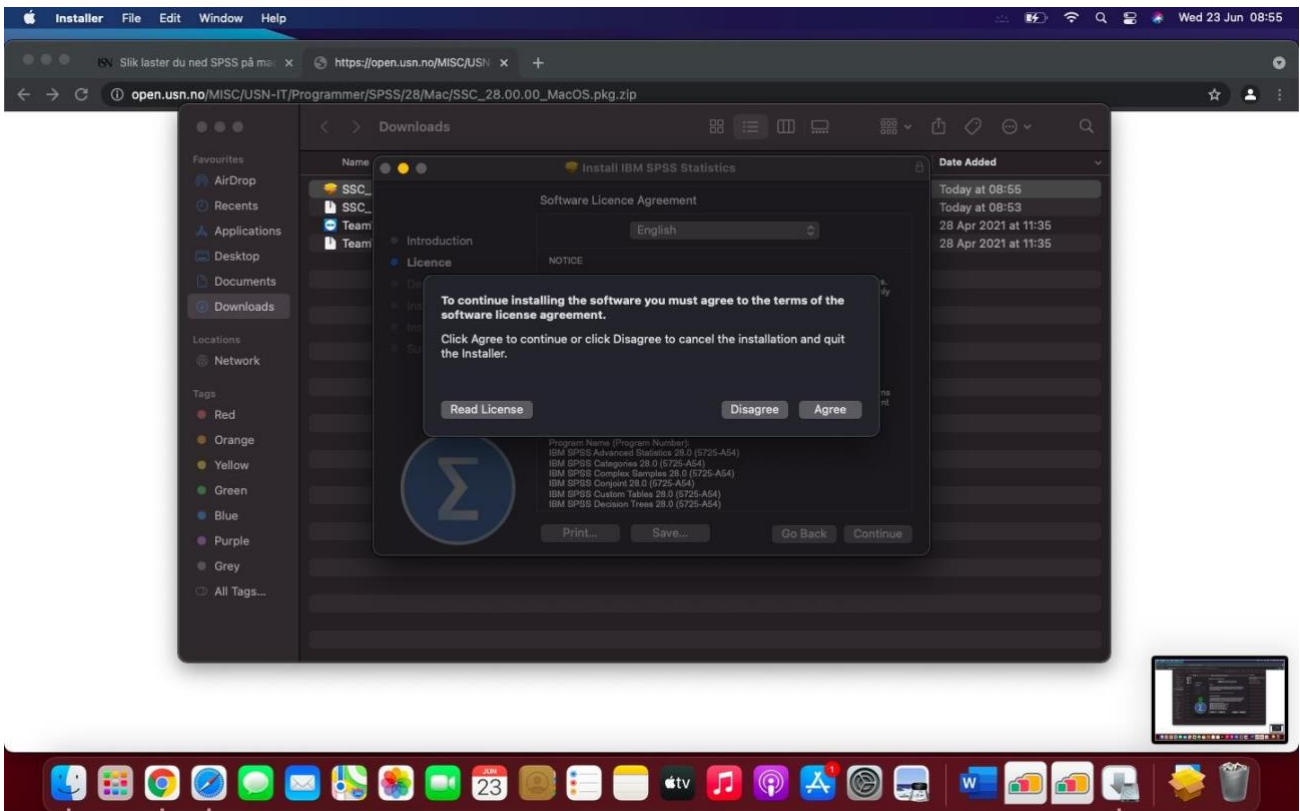 Installer File Edit Window Help Wed 23 Jun 08:55
Slik laster du ned SPSS på ma https://open.usn.no/MISC/USN
open.usn.no/MISC/USN-IT/Programmer/SPSS/28/Mac/SSC_28.00.00_MacOS.pkg.zip
Downloads
Favourites
AirDrop
Recents
Applications
Desktop
Documents
Downloads
Locations
Network
Tags
Red
Orange
Yellow
Green
Blue
Purple
Grey
All Tags...
Name Date Added
SSC_ Today at 08:55
SSC_ Today at 08:53
Team 28 Apr 2021 at 11:35
Team 28 Apr 2021 at 11:35
Install IBM SPSS Statistics
Software Licence Agreement
English
Introduction
Licence
NOTICE
To continue installing the software you must agree to the terms of the
software license agreement.
Click Agree to continue or click Disagree to cancel the installation and quit
the Installer.
Read License Disagree Agree
Program Name (Program Number):
IBM SPSS Advanced Statistics 28.0 (5725-A54)
IBM SPSS Categories 28.0 (5725-A54)
IBM SPSS Complex Samples 28.0 (5725-A54)
IBM SPSS Conjoint 28.0 (5725-A54)
IBM SPSS Custom Tables 28.0 (5725-A54)
IBM SPSS Decision Trees 28.0 (5725-A54)
Print... Save... Go Back Continue
JUN
23
tv
1
W